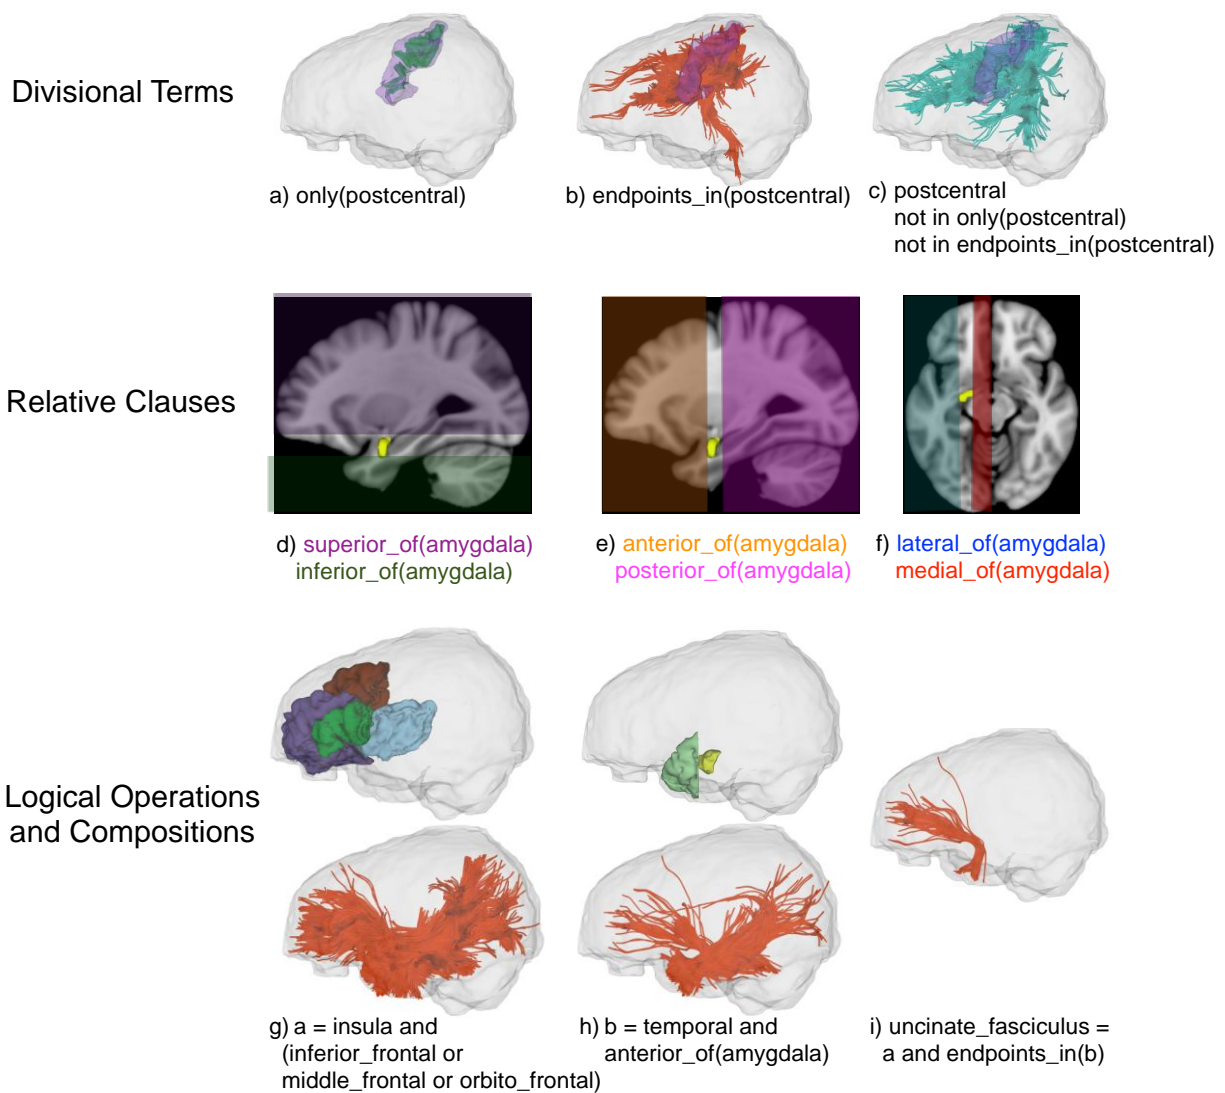 Divisional Terms
a) only(postcentral)
b) endpoints_in(postcentral)
c) postcentral
not in only(postcentral)
not in endpoints_in(postcentral)
Relative Clauses
d) superior_of(amygdala)
inferior_of(amygdala)
e) anterior_of(amygdala)
posterior_of(amygdala)
f) lateral_of(amygdala)
medial_of(amygdala)
Logical Operations
and Compositions
g) a = insula and
(inferior_frontal or
middle_frontal or orbito_frontal)
h) b = temporal and
anterior_of(amygdala)
i) uncinate_fasciculus =
a and endpoints_in(b)